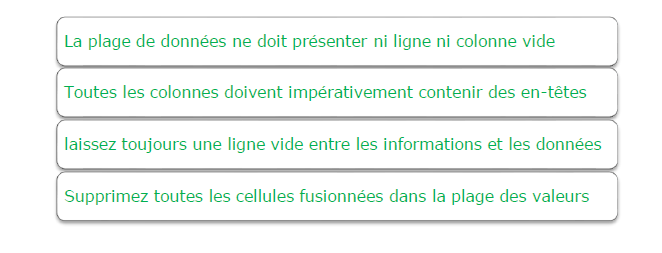 La plage de données ne doit présenter ni ligne ni colonne vide
Toutes les colonnes doivent impérativement contenir des en-têtes
laissez toujours une ligne vide entre les informations et les données
Supprimez toutes les cellules fusionnées dans la plage des valeurs